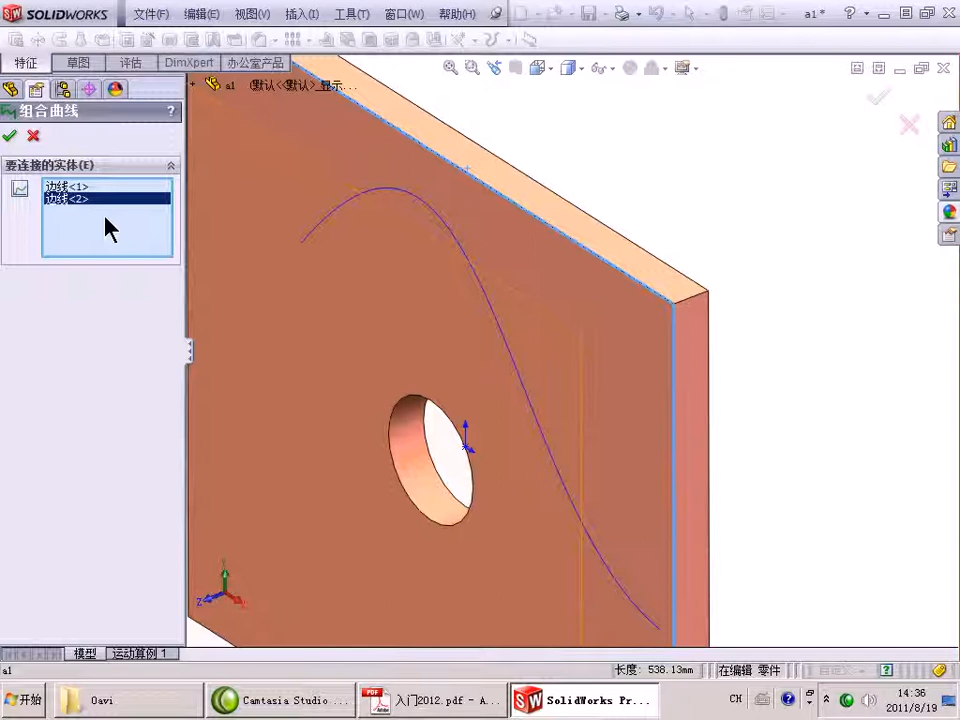 SOLIDWORKS 文件(F) 编辑(E) 视图(V) 插入(I) 工具(T) 窗口(W) 帮助(H) a1*
特征 草图 评估 DimXpert 办公室产品
a1 (默认<<默认>_显示...
组合曲线
要连接的实体(E)
边线<1>
边线<2>
Y
Z
X
模型 运动算例 1
a1 长度: 538.13mm 在编辑 零件
开始 Oavi Camtasia Studio ... 入门2012.pdf - A... SolidWorks Pr... CH 14:36
2011/8/19